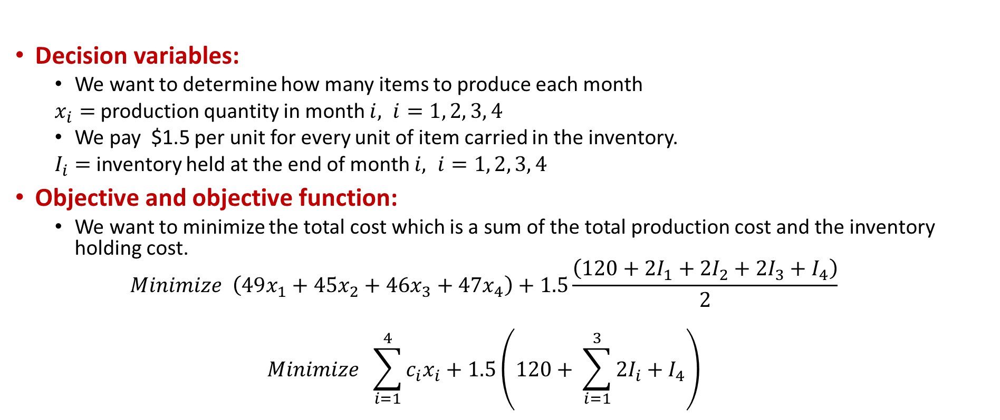 • Decision variables:
• We want to determine how many items to produce each month
x_i = production quantity in month i, i = 1, 2, 3, 4
• We pay $1.5 per unit for every unit of item carried in the inventory.
I_i = inventory held at the end of month i, i = 1, 2, 3, 4
• Objective and objective function:
• We want to minimize the total cost which is a sum of the total production cost and the inventory
holding cost.
Minimize (49x_1 + 45x_2 + 46x_3 + 47x_4) + 1.5 \frac{(120 + 2I_1 + 2I_2 + 2I_3 + I_4)}{2}
Minimize \sum_{i=1}^{4} c_i x_i + 1.5 \left( 120 + \sum_{i=1}^{3} 2I_i + I_4 \right)